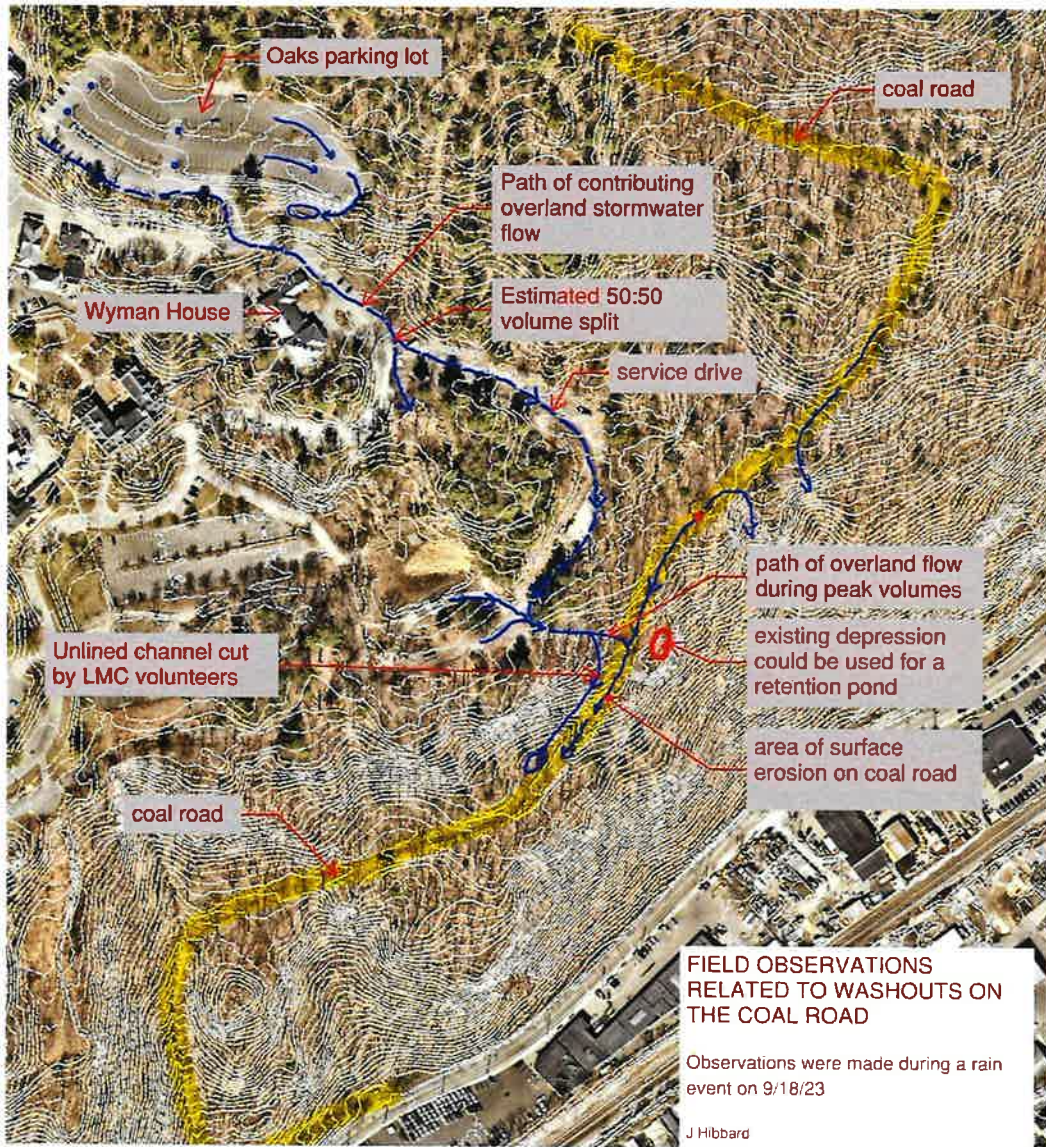 Oaks parking lot
coal road
Path of contributing
overland stormwater
flow
Wyman House
Estimated 50:50
volume split
service drive
path of overland flow
during peak volumes
Unlined channel cut
by LMC volunteers
existing depression
could be used for a
retention pond
area of surface
erosion on coal road
coal road
FIELD OBSERVATIONS
RELATED TO WASHOUTS ON
THE COAL ROAD
Observations were made during a rain
event on 9/18/23
J Hibbard